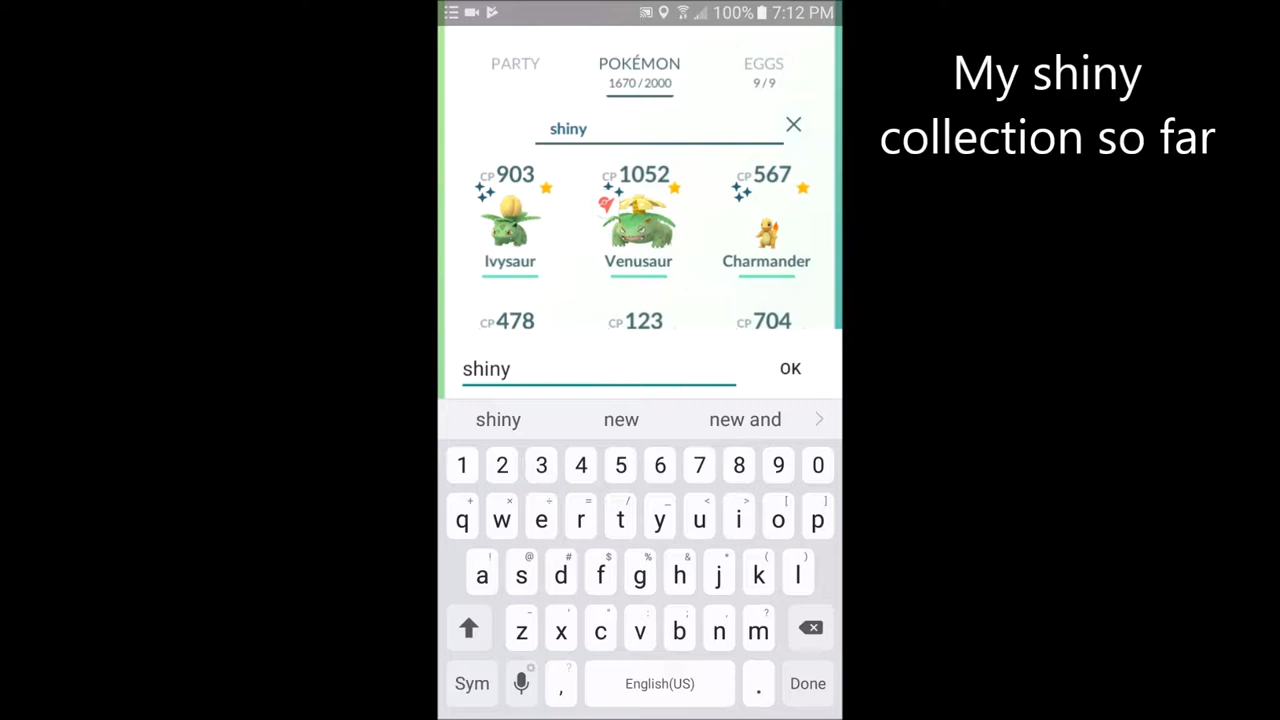 100% 7:12 PM
PARTY POKÉMON EGGS
1670 / 2000 9 / 9
shiny
CP903 CP1052 CP567
Ivysaur Venusaur Charmander
CP478 CP123 CP704
shiny OK
shiny new new and
1 2 3 4 5 6 7 8 9 0
+ × ÷ = / _ < > [ ]
q w e r t y u i o p
! @ # $ % & * ( )
a s d f g h j k l
- ' " : ; , ?
z x c v b n m
Sym , ? English(US) . Done
My shiny
collection so far